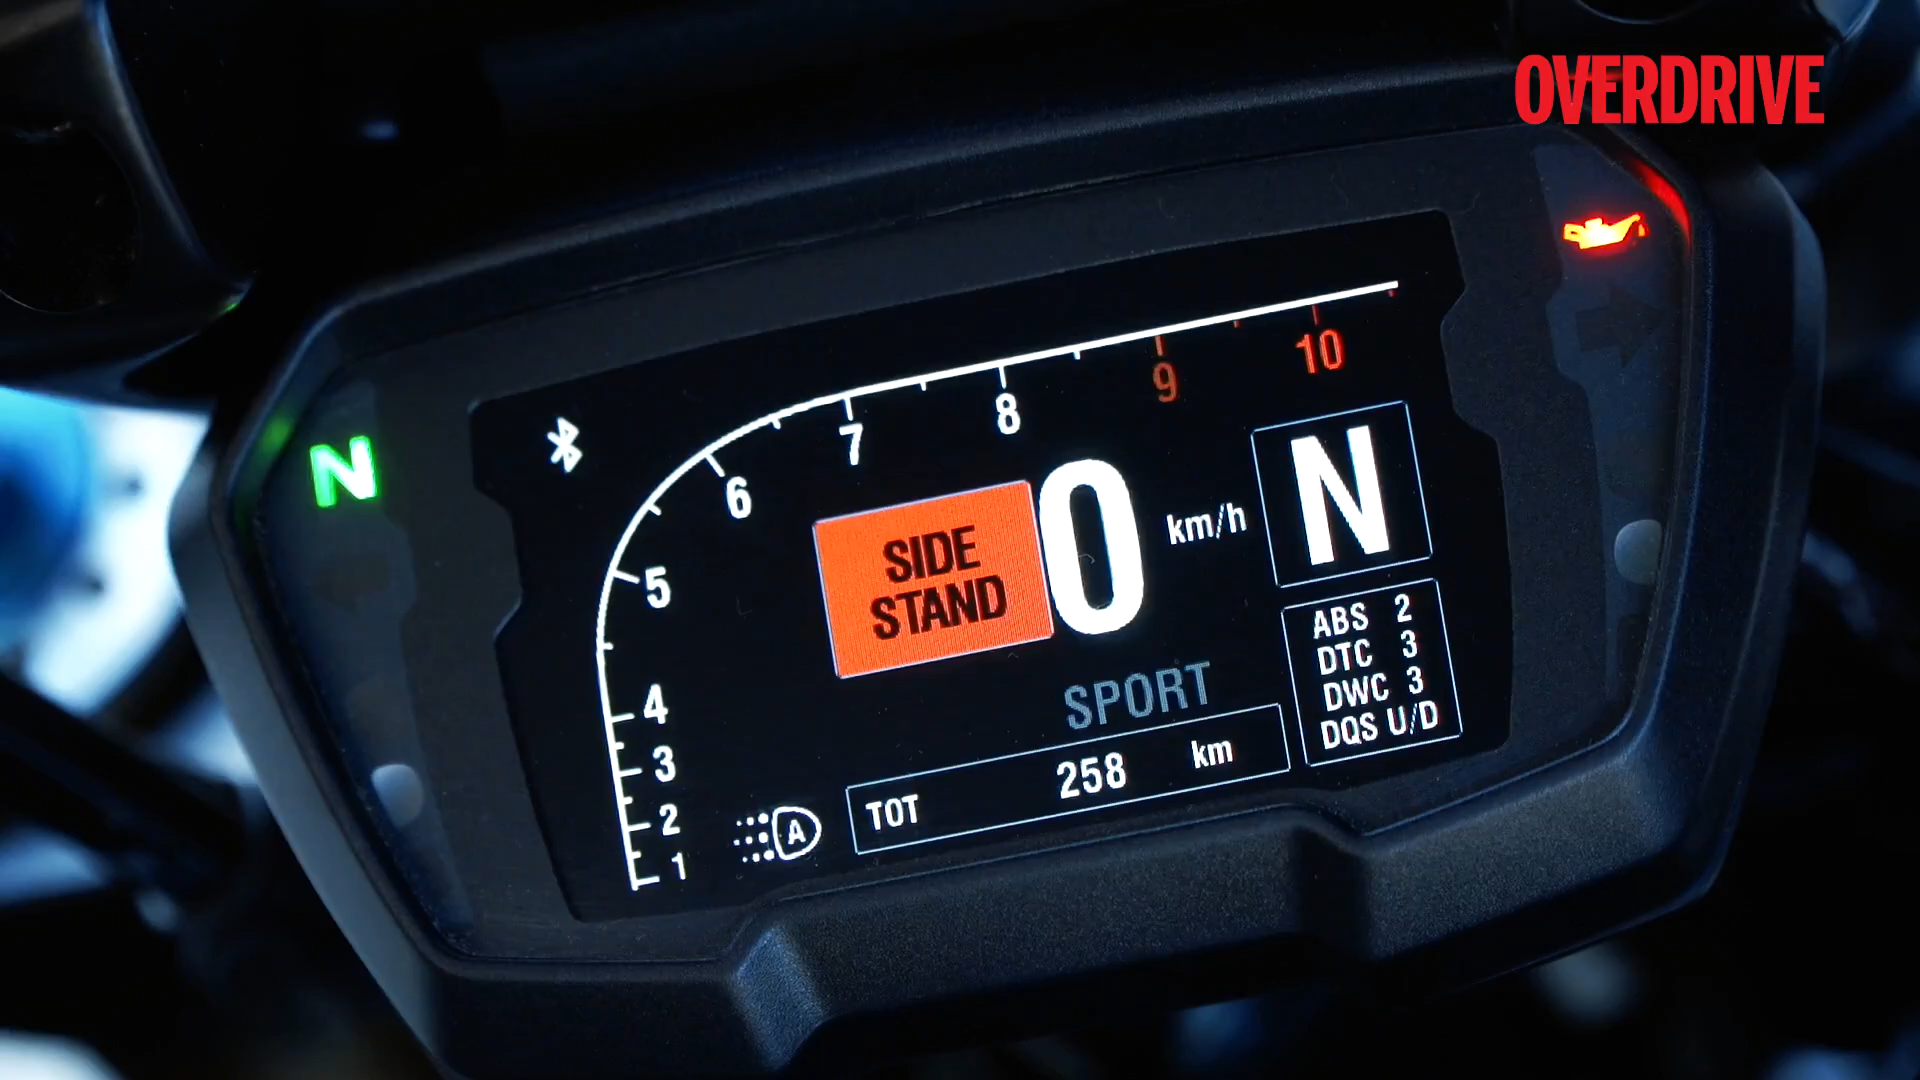 OVERDRIVE
N
10
9
8
7
6
5
4
3
2
1
SIDE
STAND
0 km/h
N
ABS 2
DTC 3
DWC 3
DQS U/D
SPORT
TOT 258 km
A